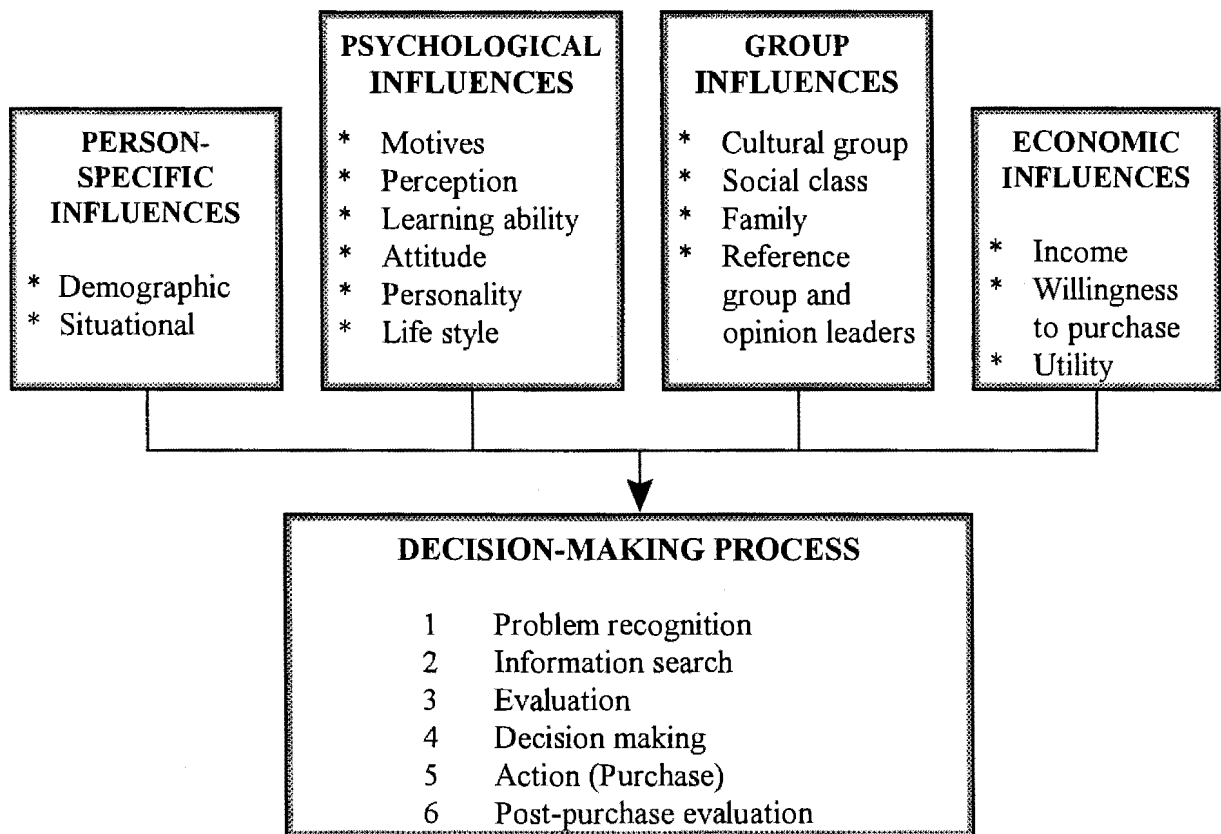 PERSON-
SPECIFIC
INFLUENCES
* Demographic
* Situational
PSYCHOLOGICAL
INFLUENCES
* Motives
* Perception
* Learning ability
* Attitude
* Personality
* Life style
GROUP
INFLUENCES
* Cultural group
* Social class
* Family
* Reference
group and
opinion leaders
ECONOMIC
INFLUENCES
* Income
* Willingness
to purchase
* Utility
DECISION-MAKING PROCESS
1 Problem recognition
2 Information search
3 Evaluation
4 Decision making
5 Action (Purchase)
6 Post-purchase evaluation